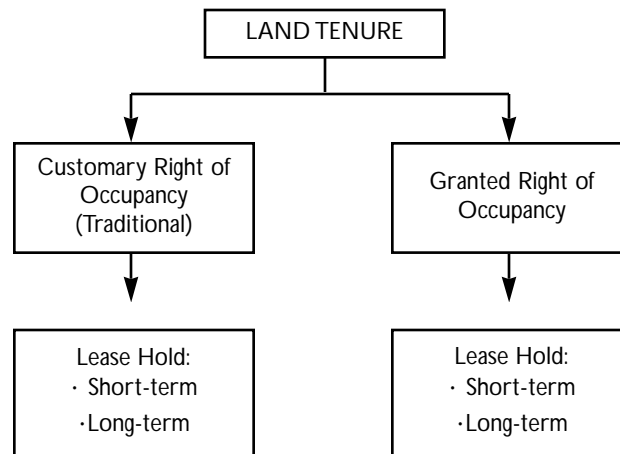 LAND TENURE
Customary Right of
Occupancy
(Traditional)
Granted Right of
Occupancy
Lease Hold:
· Short-term
·Long-term
Lease Hold:
· Short-term
·Long-term